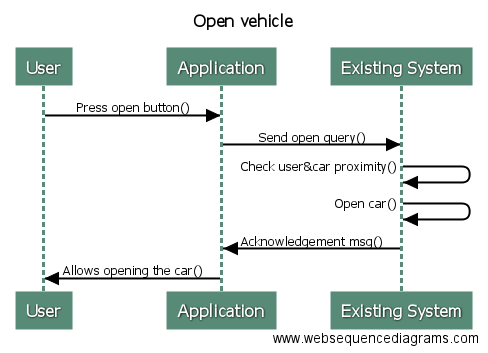 Open vehicle
User Application Existing System
Press open button()
Send open query()
Check user&car proximity()
Open car()
Acknowledgement msg()
Allows opening the car()
User Application Existing System
www.websequencediagrams.com